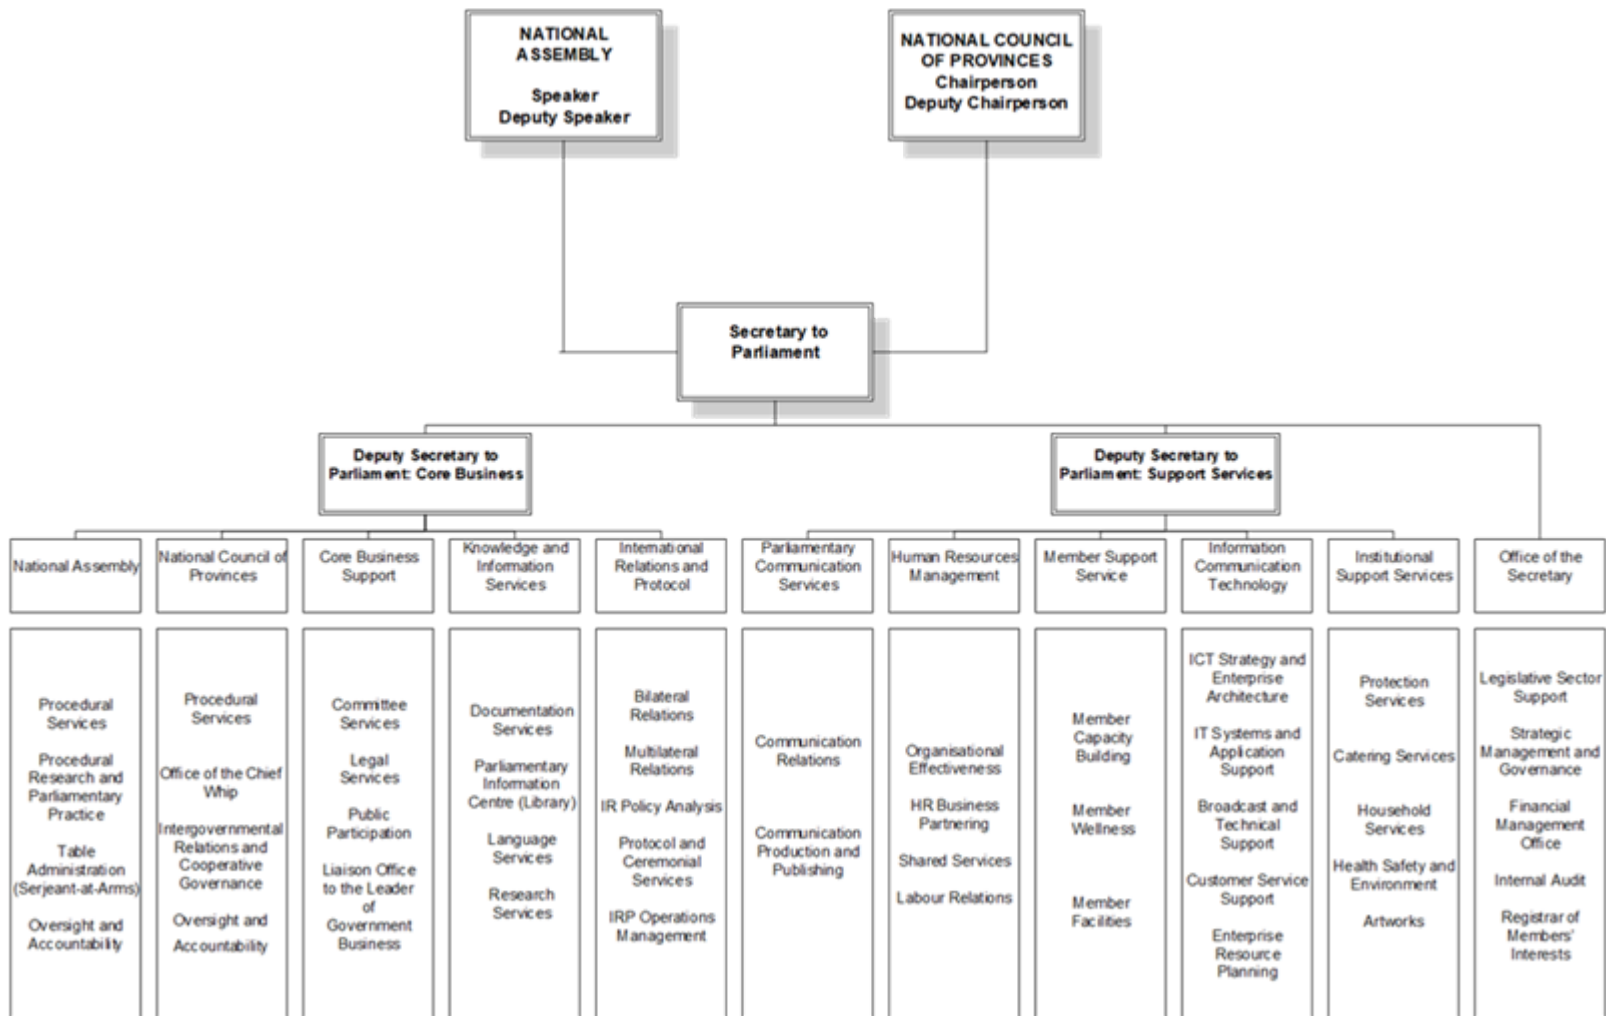 NATIONAL
ASSEMBLY
Speaker
Deputy Speaker
NATIONAL COUNCIL
OF PROVINCES
Chairperson
Deputy Chairperson
Secretary to
Parliament
Deputy Secretary to
Parliament: Core Business
Deputy Secretary to
Parliament: Support Services
National Assembly
National Council of
Provinces
Core Business
Support
Knowledge and
Information
Services
International
Relations and
Protocol
Parliamentary
Communication
Services
Human Resources
Management
Member Support
Service
Information
Communication
Technology
Institutional
Support Services
Office of the
Secretary
Procedural
Services
Procedural
Research and
Parliamentary
Practice
Table
Administration
(Serjeant-at-Arms)
Oversight and
Accountability
Procedural
Services
Office of the Chief
Whip
Intergovernmental
Relations and
Cooperative
Governance
Oversight and
Accountability
Committee
Services
Legal
Services
Public
Participation
Liaison Office
to the Leader
of
Government
Business
Documentation
Services
Parliamentary
Information
Centre (Library)
Language
Services
Research
Services
Bilateral
Relations
Multilateral
Relations
IR Policy Analysis
Protocol and
Ceremonial
Services
IRP Operations
Management
Communication
Relations
Communication
Production and
Publishing
Organisational
Effectiveness
HR Business
Partnering
Shared Services
Labour Relations
Member
Capacity
Building
Member
Wellness
Member
Facilities
ICT Strategy and
Enterprise
Architecture
IT Systems and
Application
Support
Broadcast and
Technical
Support
Customer Service
Support
Enterprise
Resource
Planning
Protection
Services
Catering Services
Household
Services
Health Safety and
Environment
Artworks
Legislative Sector
Support
Strategic
Management and
Governance
Financial
Management
Office
Internal Audit
Registrar of
Members'
Interests